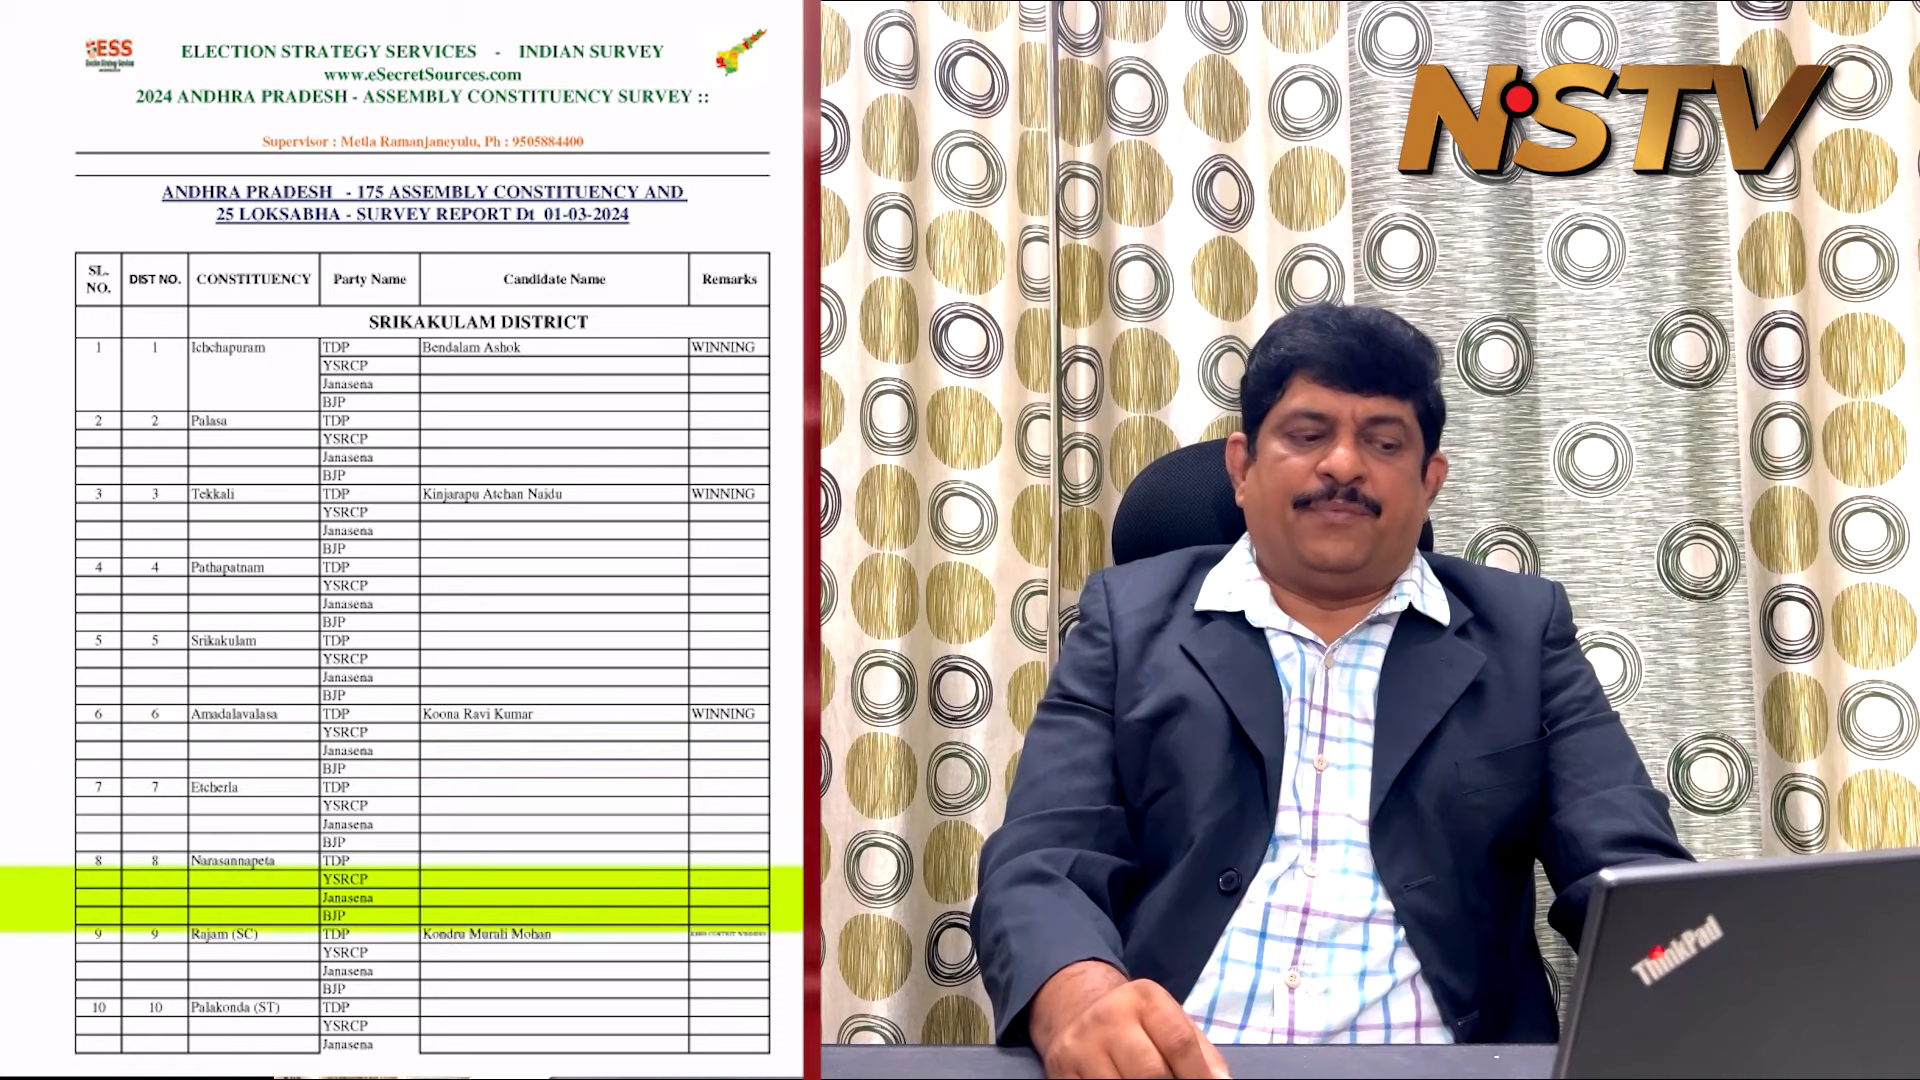 ESS
ELECTION STRATEGY SERVICES - INDIAN SURVEY
www.eSecretSources.com
2024 ANDHRA PRADESH - ASSEMBLY CONSTITUENCY SURVEY ::
Supervisor : Metla Ramanjaneyulu, Ph : 9505884400
ANDHRA PRADESH - 175 ASSEMBLY CONSTITUENCY AND
25 LOKSABHA - SURVEY REPORT Dt 01-03-2024
SL. NO. DIST NO. CONSTITUENCY Party Name Candidate Name Remarks
SRIKAKULAM DISTRICT
1 1 Ichchapuram TDP Bendalam Ashok WINNING
YSRCP
Janasena
BJP
2 2 Palasa TDP
YSRCP
Janasena
BJP
3 3 Tekkali TDP Kinjarapu Atchan Naidu WINNING
YSRCP
Janasena
BJP
4 4 Pathapatnam TDP
YSRCP
Janasena
BJP
5 5 Srikakulam TDP
YSRCP
Janasena
BJP
6 6 Amadalavalasa TDP Koona Ravi Kumar WINNING
YSRCP
Janasena
BJP
7 7 Etcherla TDP
YSRCP
Janasena
BJP
8 8 Narasannapeta TDP
YSRCP
Janasena
BJP
9 9 Rajam (SC) TDP Kondru Murali Mohan
YSRCP
Janasena
BJP
10 10 Palakonda (ST) TDP
YSRCP
Janasena
NSTV
ThinkPad